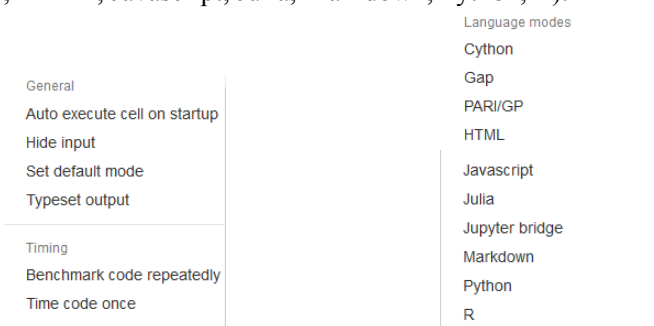 Language modes
Cython
Gap
PARI/GP
HTML
General
Auto execute cell on startup
Hide input
Set default mode
Typeset output
Timing
Benchmark code repeatedly
Time code once
Javascript
Julia
Jupyter bridge
Markdown
Python
R